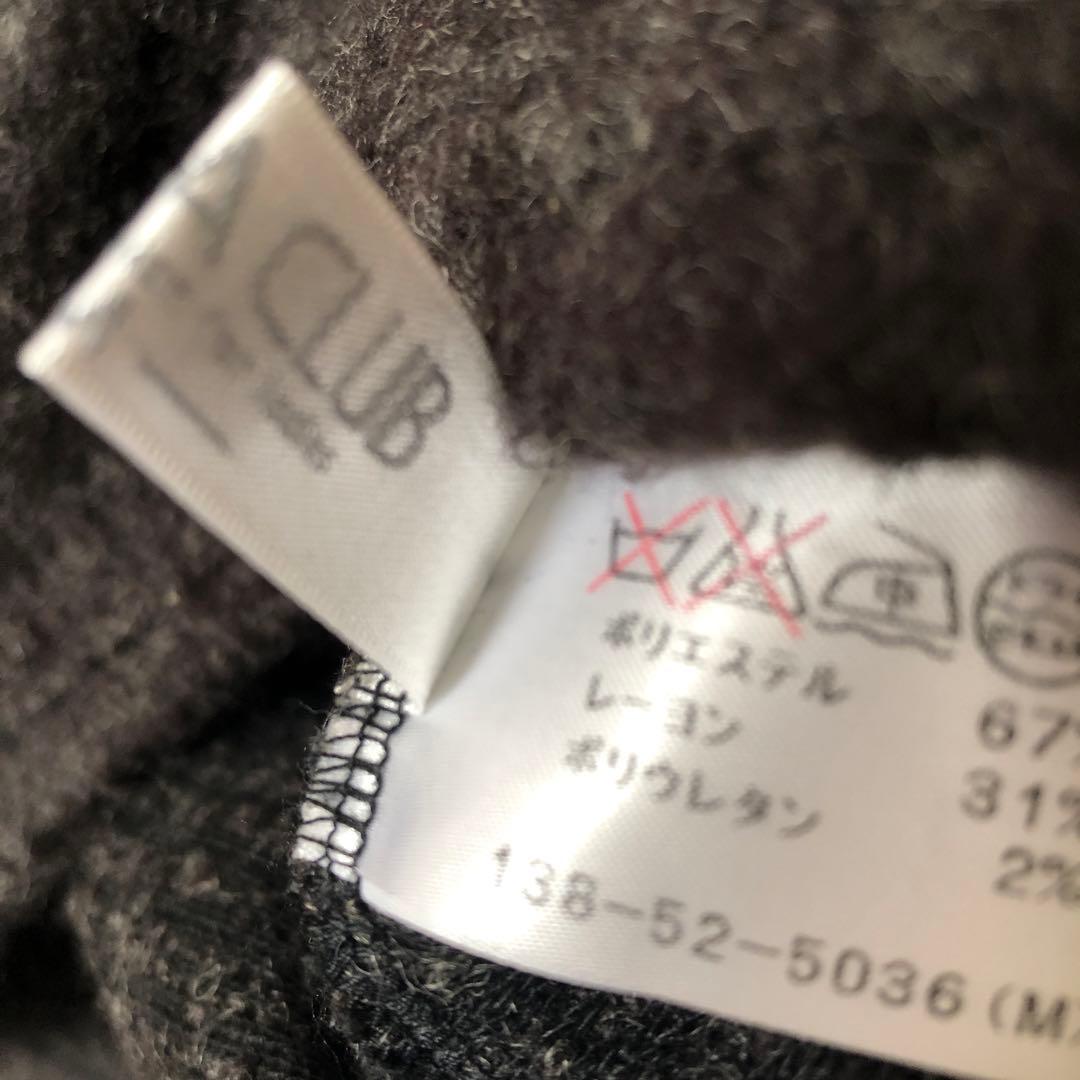 A CLUB
中
ポリエステル 67%
レーヨン 31%
ポリウレタン 2%
138-52-5036 (M